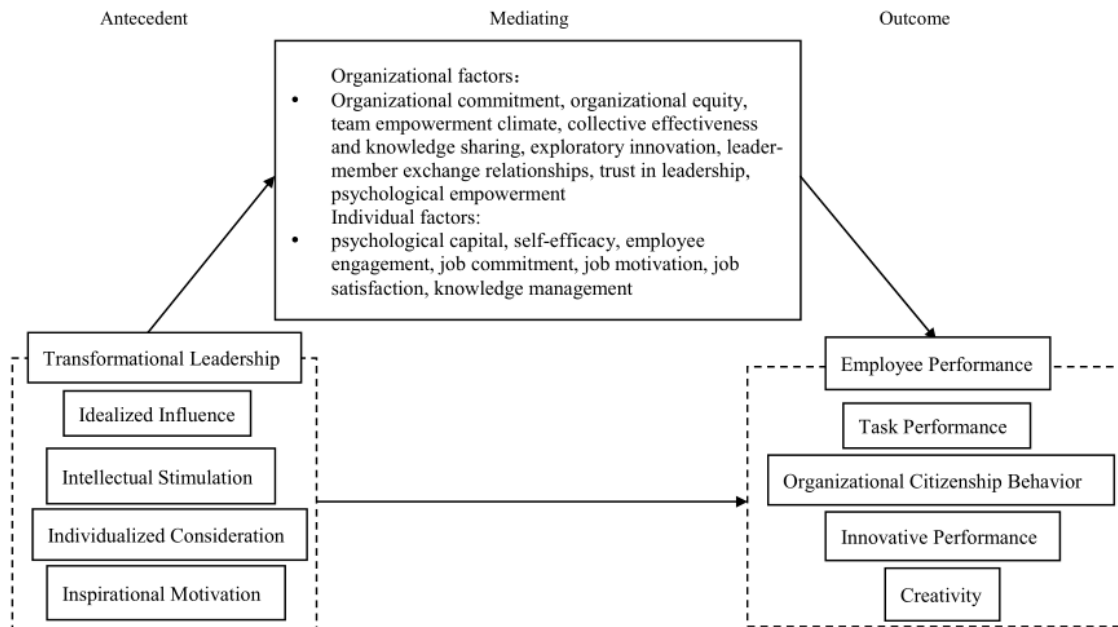 Antecedent Mediating Outcome
Organizational factors：
• Organizational commitment, organizational equity,
team empowerment climate, collective effectiveness
and knowledge sharing, exploratory innovation, leader-
member exchange relationships, trust in leadership,
psychological empowerment
Individual factors:
• psychological capital, self-efficacy, employee
engagement, job commitment, job motivation, job
satisfaction, knowledge management
Transformational Leadership
Idealized Influence
Intellectual Stimulation
Individualized Consideration
Inspirational Motivation
Employee Performance
Task Performance
Organizational Citizenship Behavior
Innovative Performance
Creativity